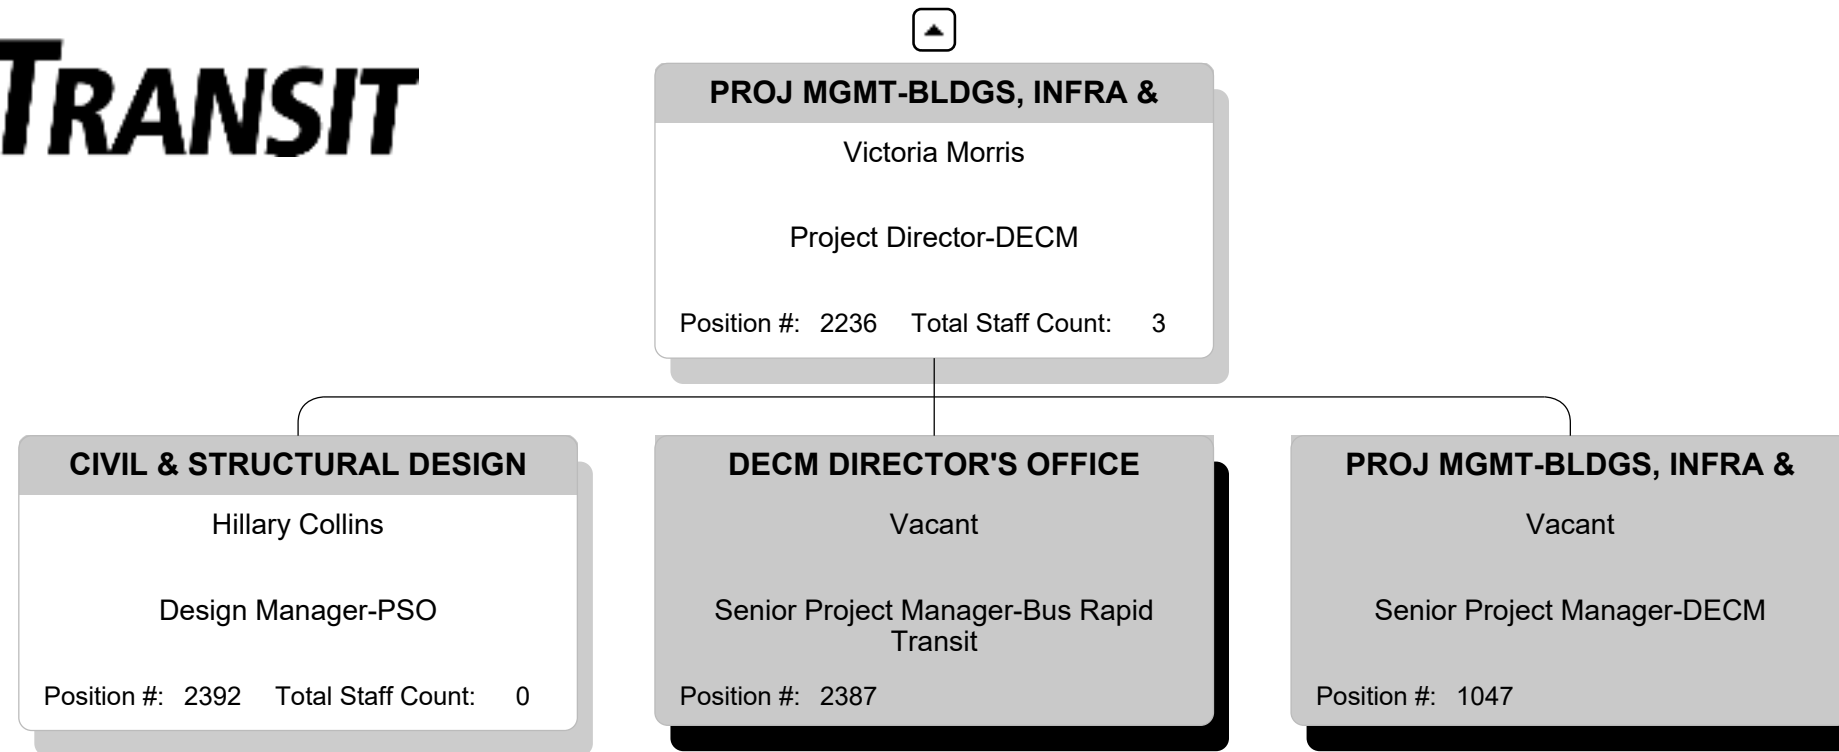 TRANSIT
PROJ MGMT-BLDGS, INFRA &
Victoria Morris
Project Director-DECM
Position #: 2236 Total Staff Count: 3
CIVIL & STRUCTURAL DESIGN
Hillary Collins
Design Manager-PSO
Position #: 2392 Total Staff Count: 0
DECM DIRECTOR'S OFFICE
Vacant
Senior Project Manager-Bus Rapid
Transit
Position #: 2387
PROJ MGMT-BLDGS, INFRA &
Vacant
Senior Project Manager-DECM
Position #: 1047